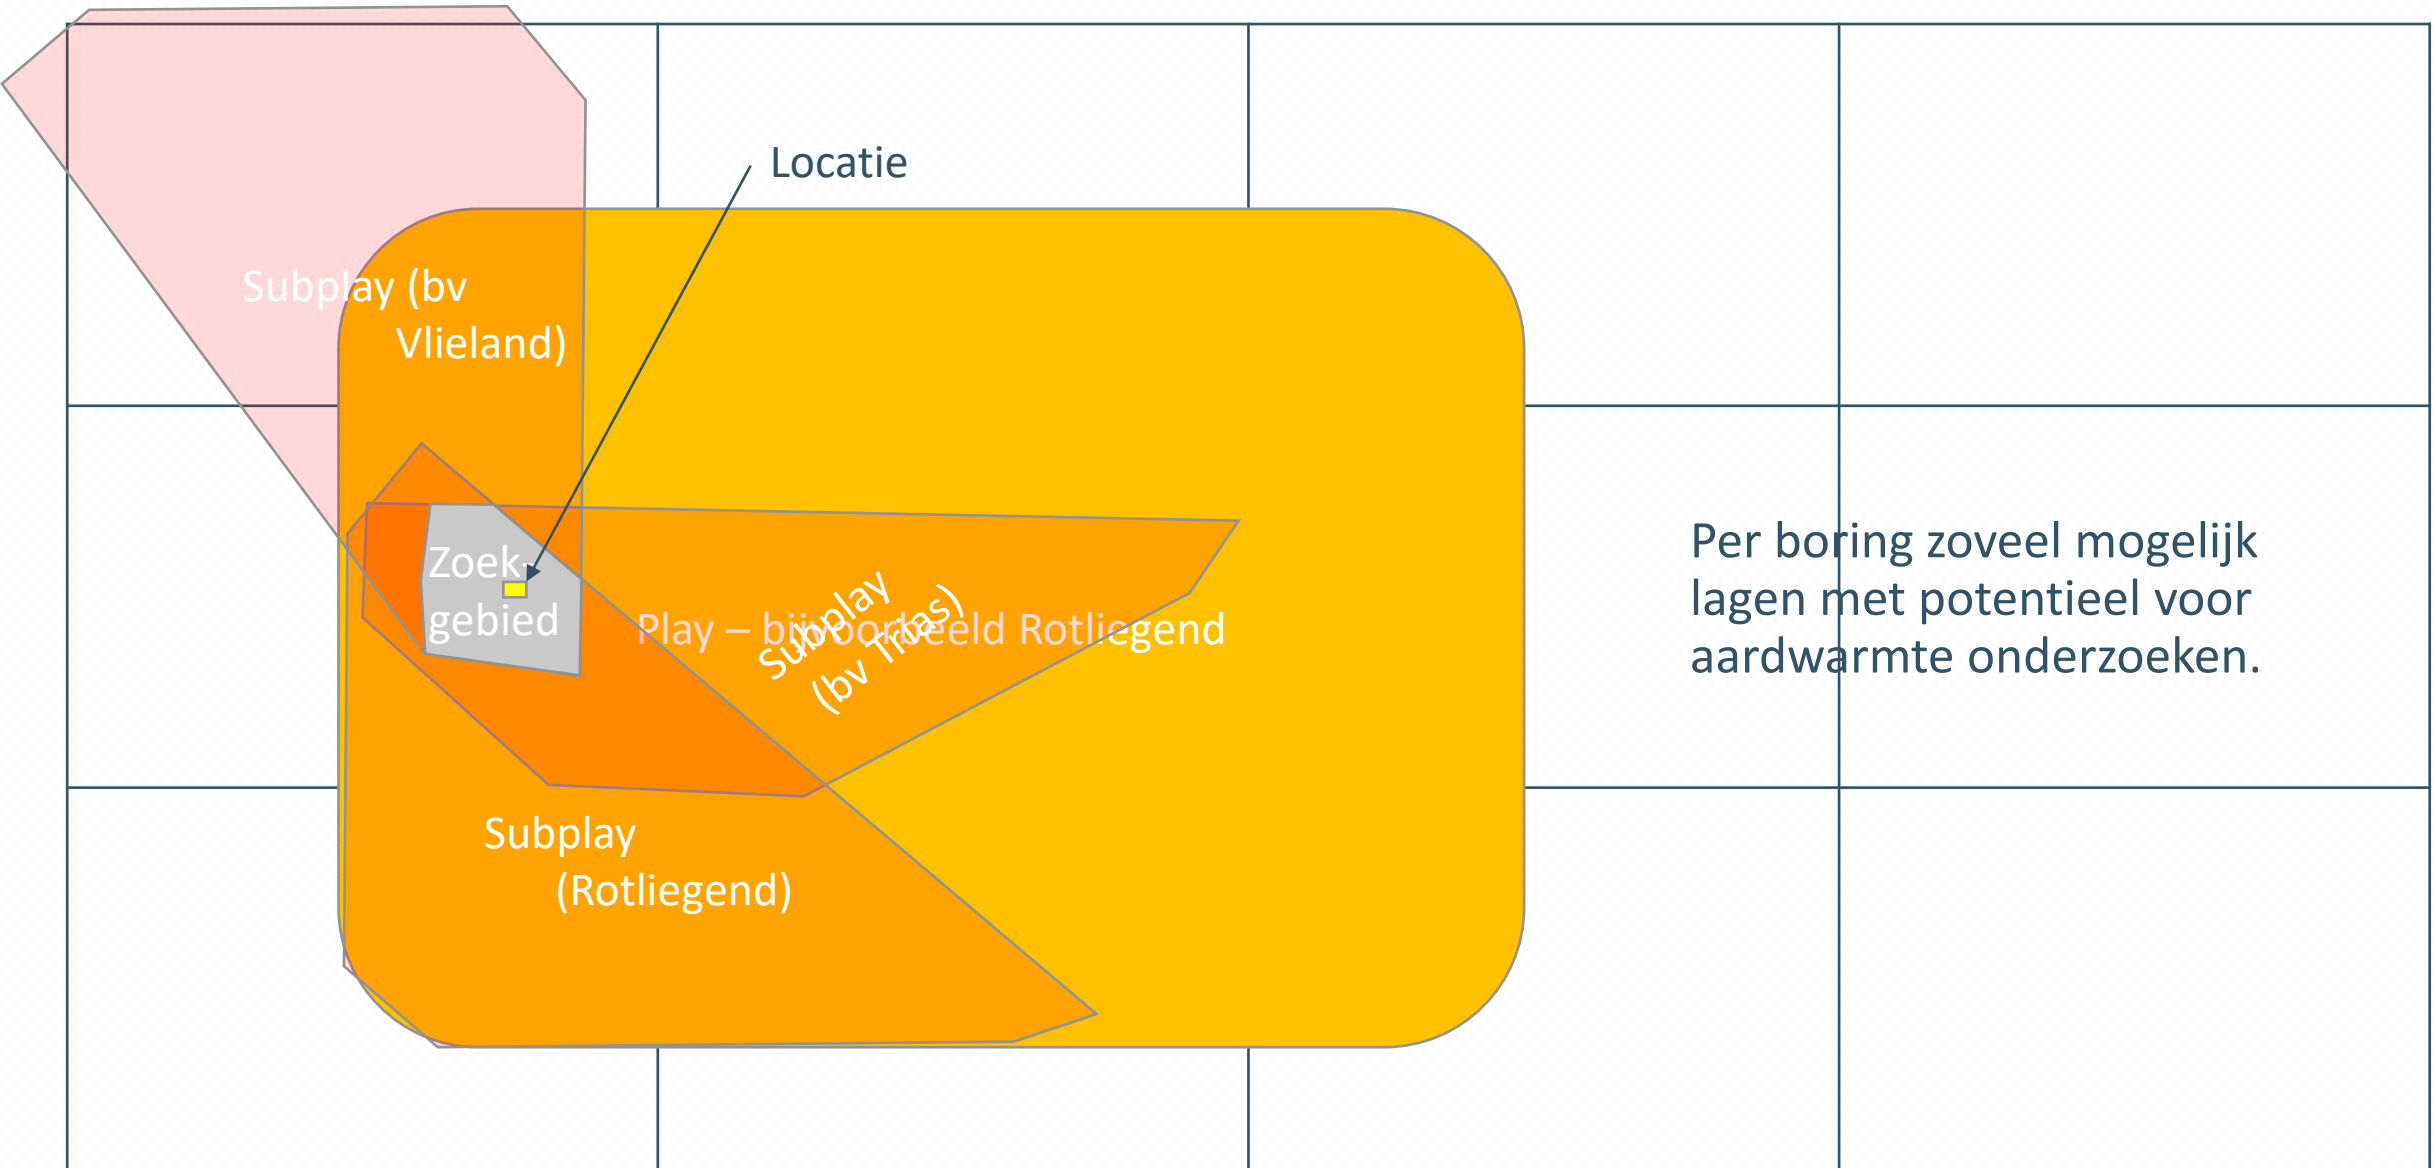 Locatie
Subplay (bv
Vlieland)
Zoek-
gebied
Play – bijvoorbeeld Rotliegend
Subplay
(bv Trias)
Subplay
(Rotliegend)
Per boring zoveel mogelijk
lagen met potentieel voor
aardwarmte onderzoeken.